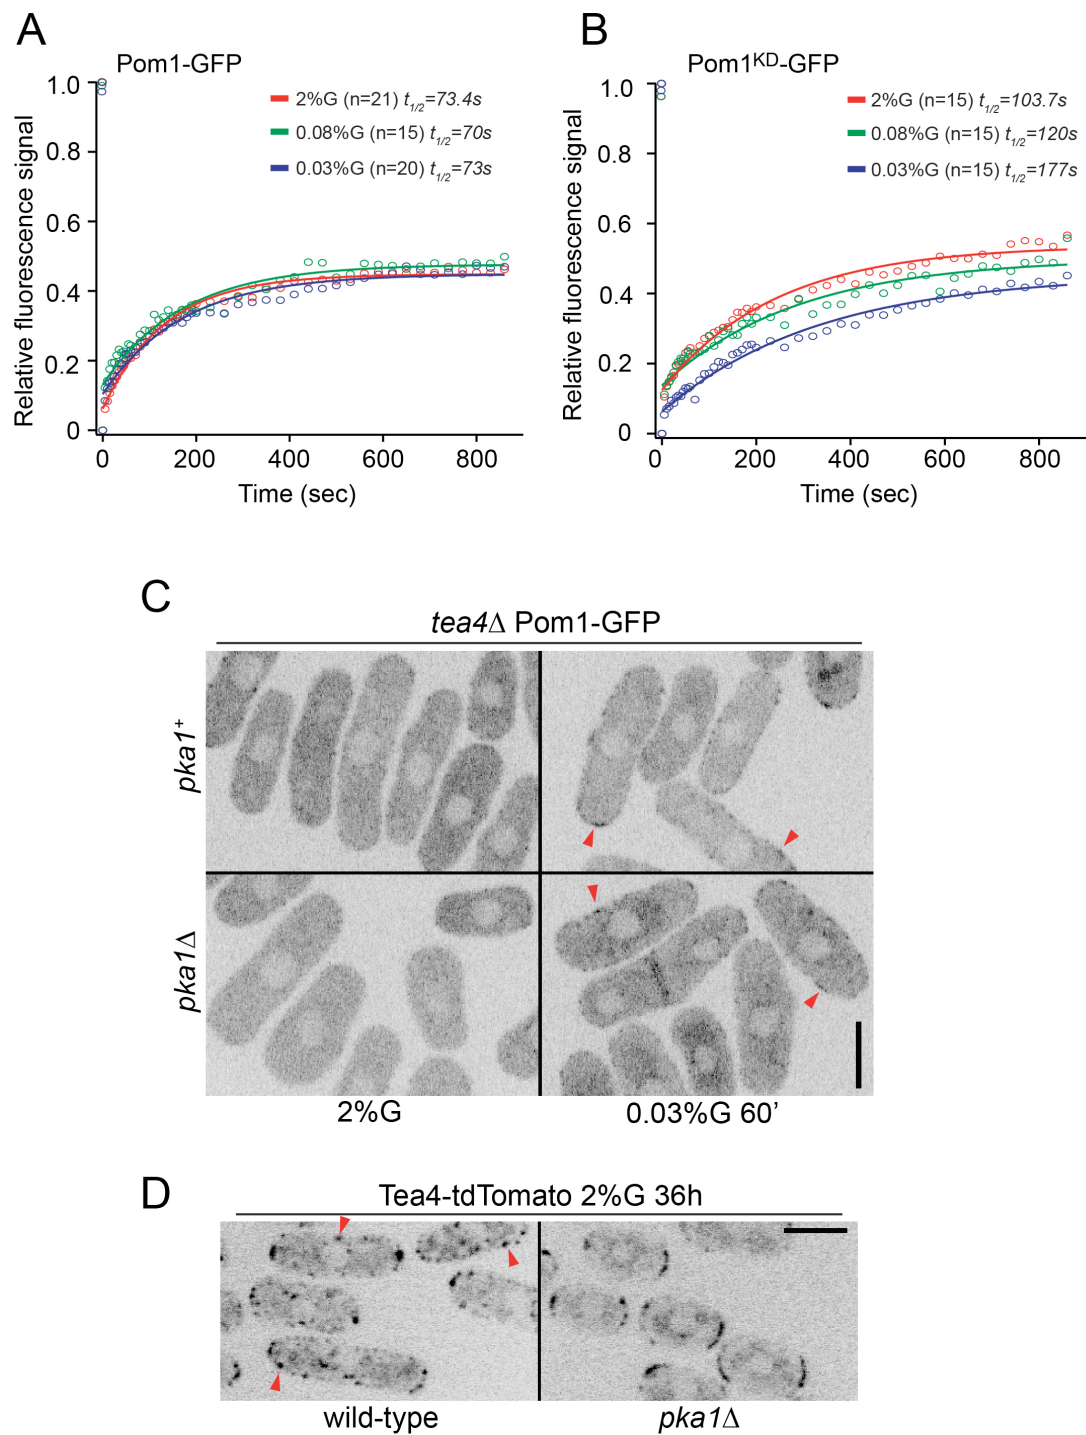 A
Pom1-GFP
1.0
0.8
0.6
0.4
0.2
0
Relative fluorescence signal
2%G (n=21) t1/2=73.4s
0.08%G (n=15) t1/2=70s
0.03%G (n=20) t1/2=73s
0 200 400 600 800
Time (sec)
B
Pom1KD-GFP
1.0
0.8
0.6
0.4
0.2
0
Relative fluorescence signal
2%G (n=15) t1/2=103.7s
0.08%G (n=15) t1/2=120s
0.03%G (n=15) t1/2=177s
0 200 400 600 800
Time (sec)
C
tea4Δ Pom1-GFP
pka1+
pka1Δ
2%G
0.03%G 60’
D
Tea4-tdTomato 2%G 36h
wild-type
pka1Δ